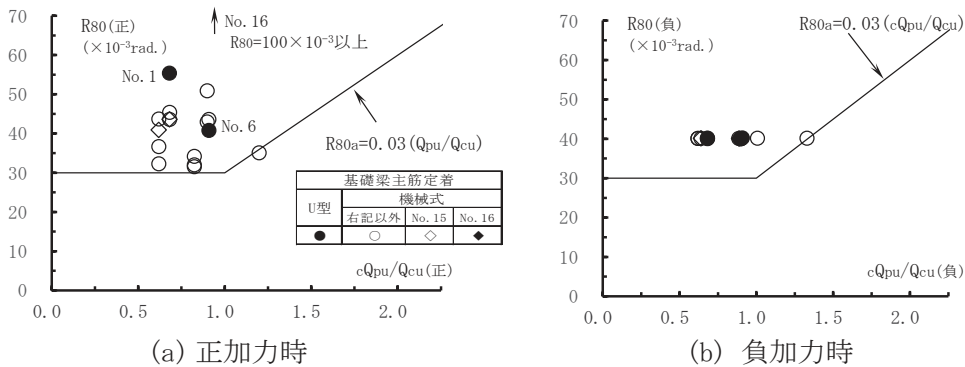 R80(正)
(×10⁻³rad.)
No.16
R80=100×10⁻³以上
No.1
No.6
R80a=0.03(Qpu/Qcu)
基礎梁主筋定着
U型
機械式
右記以外 No.15 No.16
● ○ ◇ ◆
cQpu/Qcu(正)
70
60
50
40
30
20
10
0
0.0 0.5 1.0 1.5 2.0
(a) 正加力時
R80(負)
(×10⁻³rad.)
R80a=0.03(cQpu/Qcu)
cQpu/Qcu(負)
70
60
50
40
30
20
10
0
0.0 0.5 1.0 1.5 2.0
(b) 負加力時